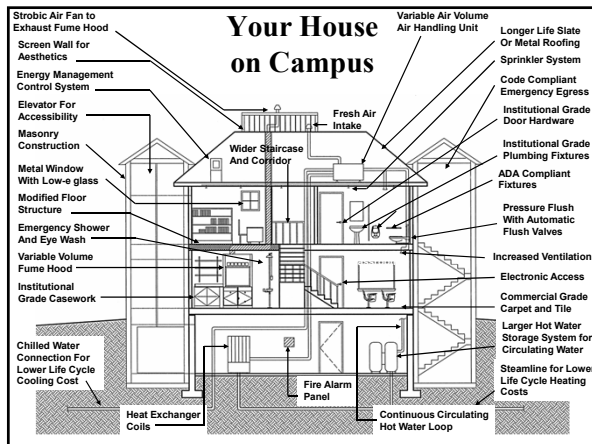 Your House
on Campus
Strobic Air Fan to
Exhaust Fume Hood
Screen Wall for
Aesthetics
Energy Management
Control System
Elevator For
Accessibility
Masonry
Construction
Metal Window
With Low-e glass
Modified Floor
Structure
Emergency Shower
And Eye Wash
Variable Volume
Fume Hood
Institutional
Grade Casework
Chilled Water
Connection For
Lower Life Cycle
Cooling Cost
Heat Exchanger
Coils
Fire Alarm
Panel
Wider Staircase
And Corridor
Fresh Air
Intake
Variable Air Volume
Air Handling Unit
Longer Life Slate
Or Metal Roofing
Sprinkler System
Code Compliant
Emergency Egress
Institutional Grade
Door Hardware
Institutional Grade
Plumbing Fixtures
ADA Compliant
Fixtures
Pressure Flush
With Automatic
Flush Valves
Increased Ventilation
Electronic Access
Commercial Grade
Carpet and Tile
Larger Hot Water
Storage System for
Circulating Water
Steamline for Lower
Life Cycle Heating
Costs
Continuous Circulating
Hot Water Loop